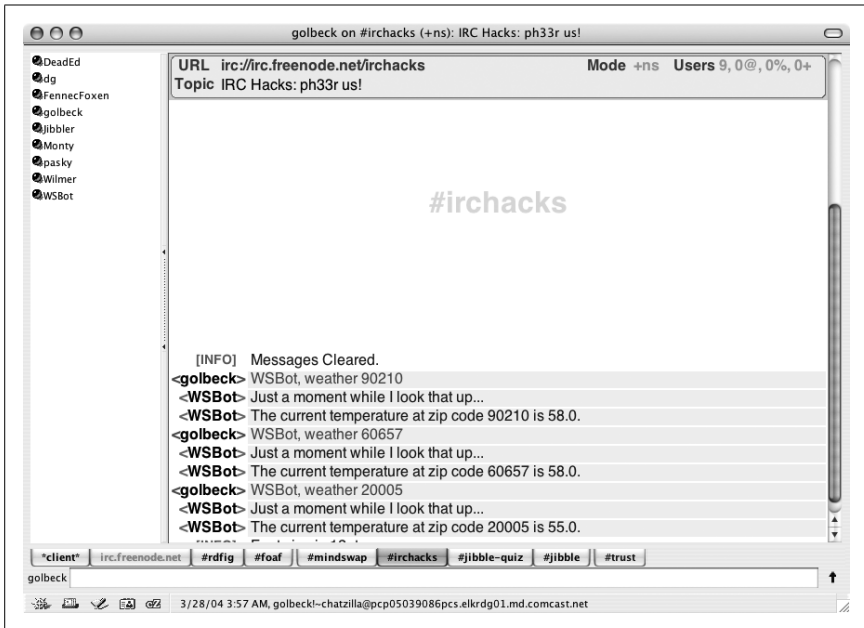 golbeck on #irchacks (+ns): IRC Hacks: ph33r us!
DeadEd
dg
FennecFoxen
golbeck
Jibbler
Monty
pasky
Wilmer
WSBot
URL irc://irc.freenode.net/irchacks Mode +ns Users 9, 0@, 0%, 0+
Topic IRC Hacks: ph33r us!
#irchacks
[INFO] Messages Cleared.
<golbeck> WSBot, weather 90210
<WSBot> Just a moment while I look that up...
<WSBot> The current temperature at zip code 90210 is 58.0.
<golbeck> WSBot, weather 60657
<WSBot> Just a moment while I look that up...
<WSBot> The current temperature at zip code 60657 is 58.0.
<golbeck> WSBot, weather 20005
<WSBot> Just a moment while I look that up...
<WSBot> The current temperature at zip code 20005 is 55.0.
*client* irc.freenode.net #rdfig #foaf #mindswap #irchacks #jibble-quiz #jibble #trust
golbeck
3/28/04 3:57 AM, golbeck!~chatzilla@pcp05039086pcs.elkrdg01.md.comcast.net